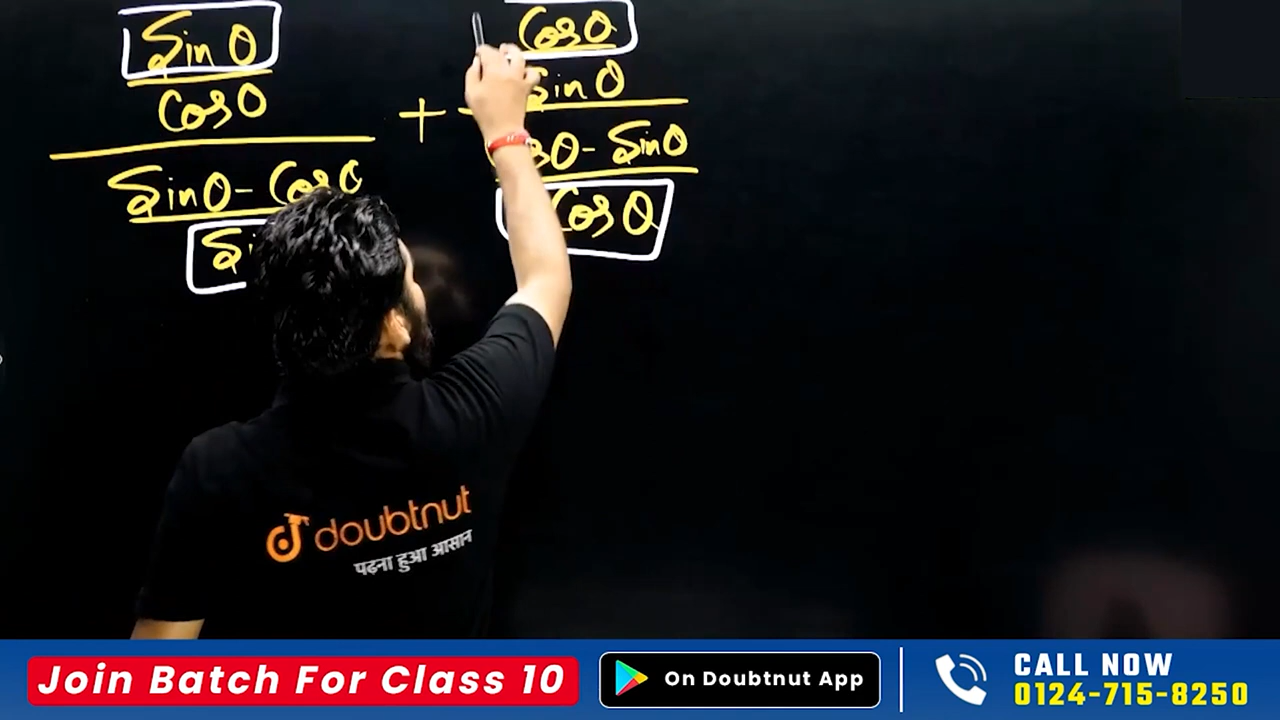 Sin θ
Cos θ
Sin θ - Cos θ
+
Cos θ
Sin θ
θ - Sin θ
Cos θ
doubtnut
पढ़ना हुआ आसान
Join Batch For Class 10
On Doubtnut App
CALL NOW
0124-715-8250